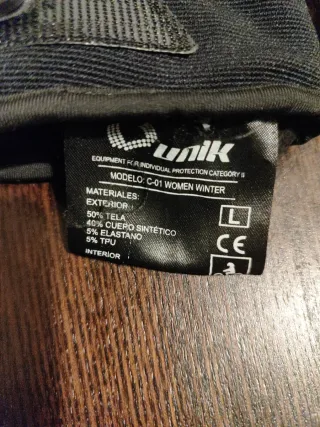 unik
EQUIPMENT FOR INDIVIDUAL PROTECTION CATEGORY II
MODELO: C-01 WOMEN WINTER
MATERIALES:
EXTERIOR
50% TELA
40% CUERO SINTÉTICO
5% ELASTANO
5% TPU
INTERIOR
L
CE